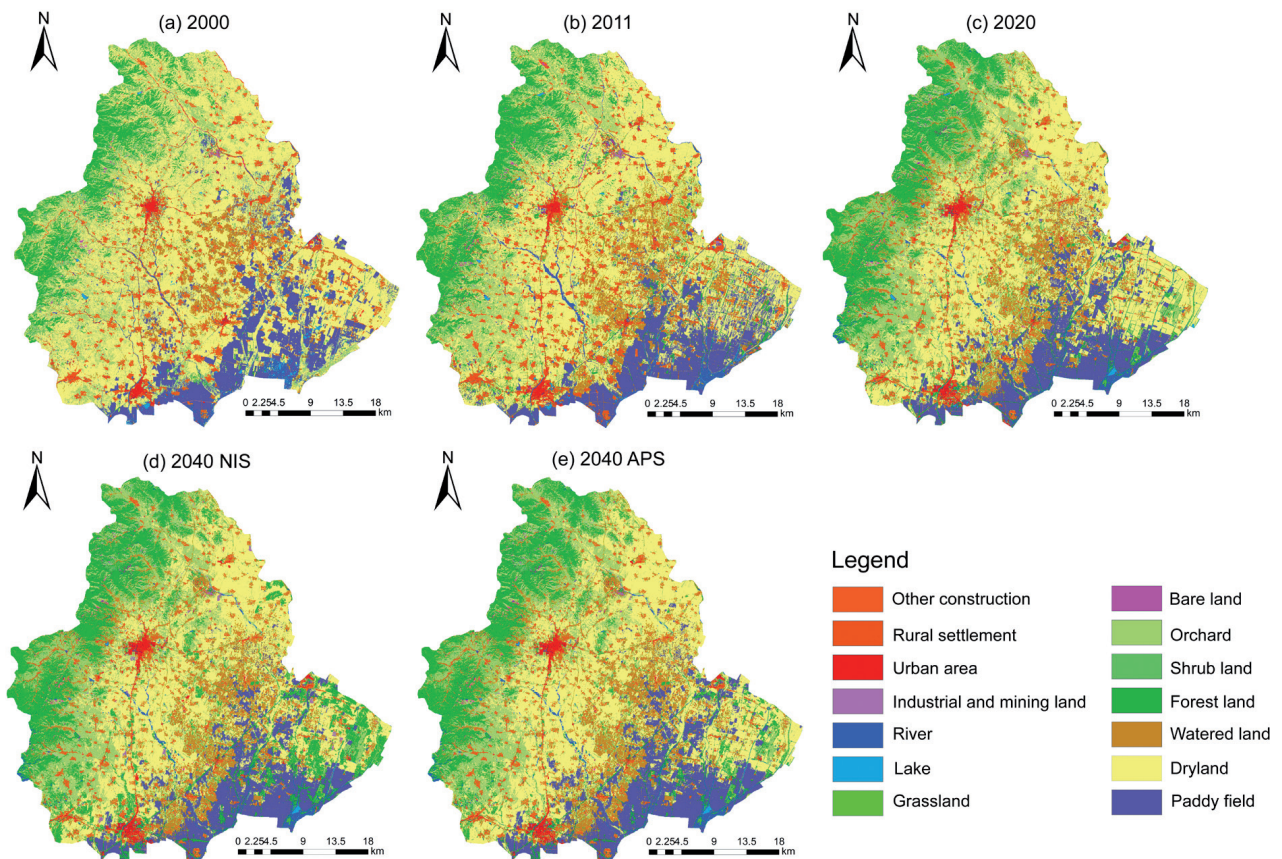 (a) 2000
(b) 2011
(c) 2020
N
N
N
0 2.254.5 9 13.5 18
km
0 2.254.5 9 13.5 18
km
0 2.254.5 9 13.5 18
km
(d) 2040 NIS
(e) 2040 APS
N
N
0 2.254.5 9 13.5 18
km
0 2.254.5 9 13.5 18
km
Legend
Other construction
Rural settlement
Urban area
Industrial and mining land
River
Lake
Grassland
Bare land
Orchard
Shrub land
Forest land
Watered land
Dryland
Paddy field